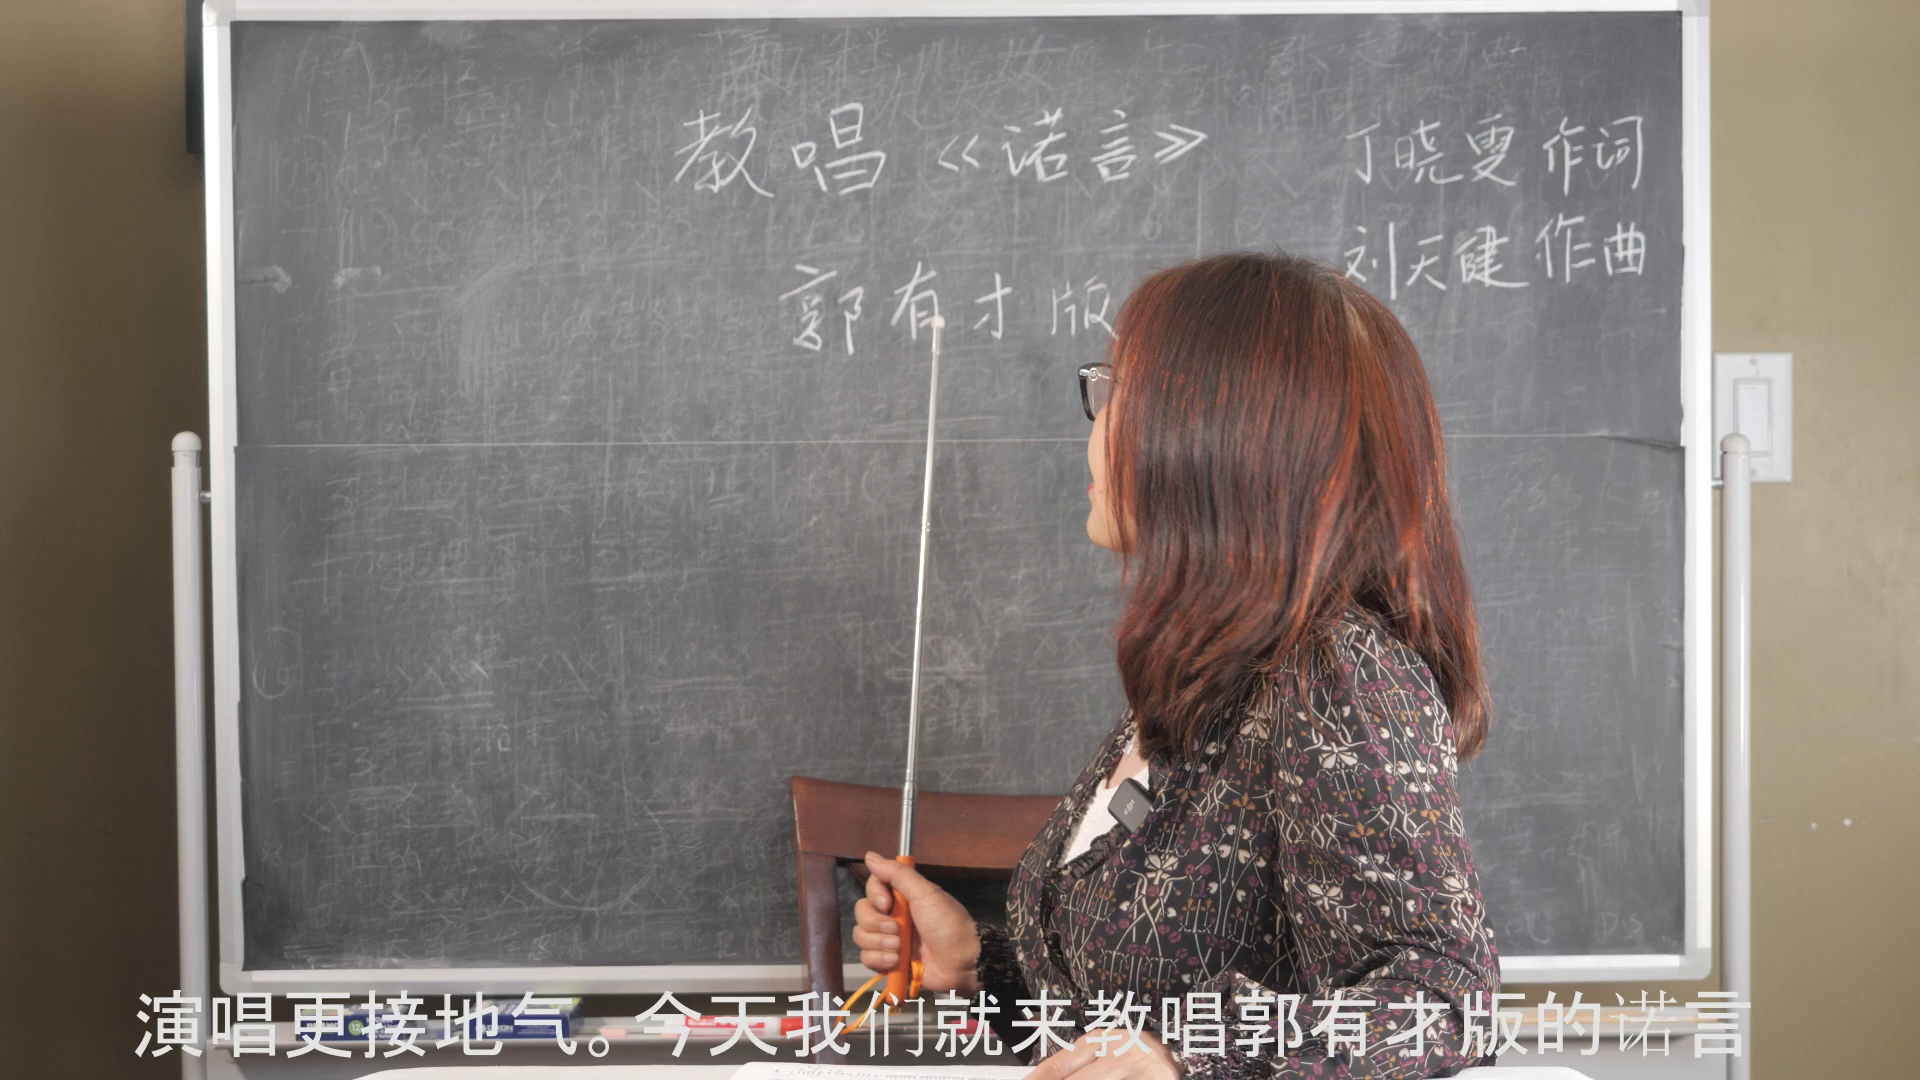 教唱《诺言》
丁晓雯 作词
刘天健 作曲
郭有才版
演唱更接地气。今天我们就来教唱郭有才版的诺言